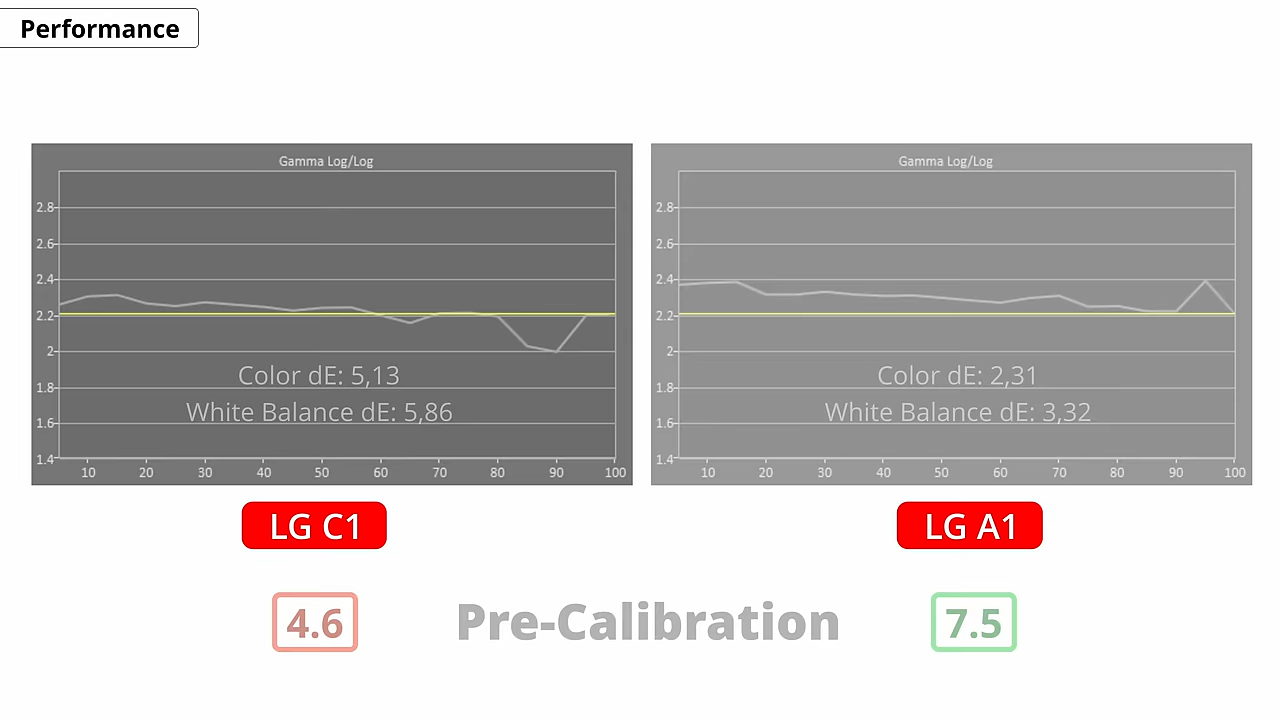 Performance
Gamma Log/Log
2.8
2.6
2.4
2.2
2
1.8
1.6
1.4
10 20 30 40 50 60 70 80 90 100
Color dE: 5,13
White Balance dE: 5,86
LG C1
4.6
Gamma Log/Log
2.8
2.6
2.4
2.2
2
1.8
1.6
1.4
10 20 30 40 50 60 70 80 90 100
Color dE: 2,31
White Balance dE: 3,32
LG A1
7.5
Pre-Calibration